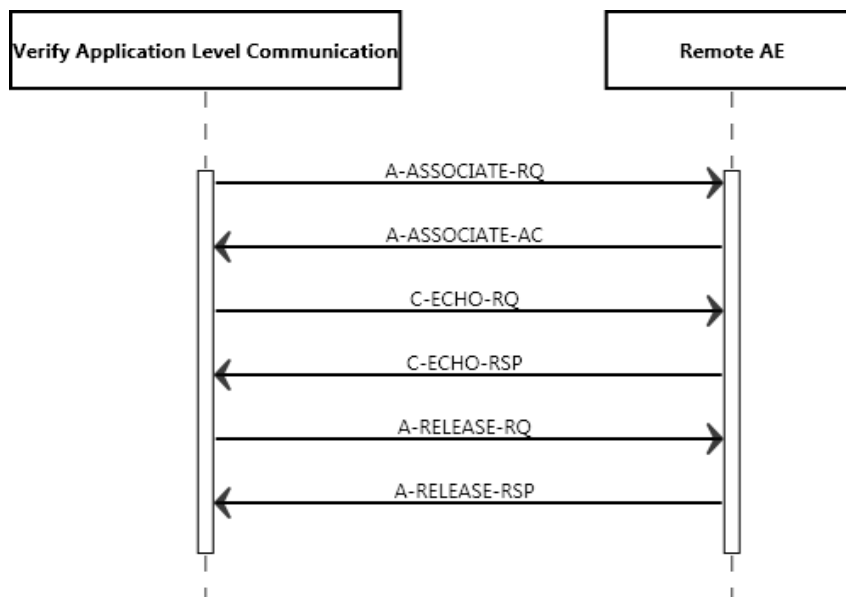 Verify Application Level Communication
Remote AE
A-ASSOCIATE-RQ
A-ASSOCIATE-AC
C-ECHO-RQ
C-ECHO-RSP
A-RELEASE-RQ
A-RELEASE-RSP